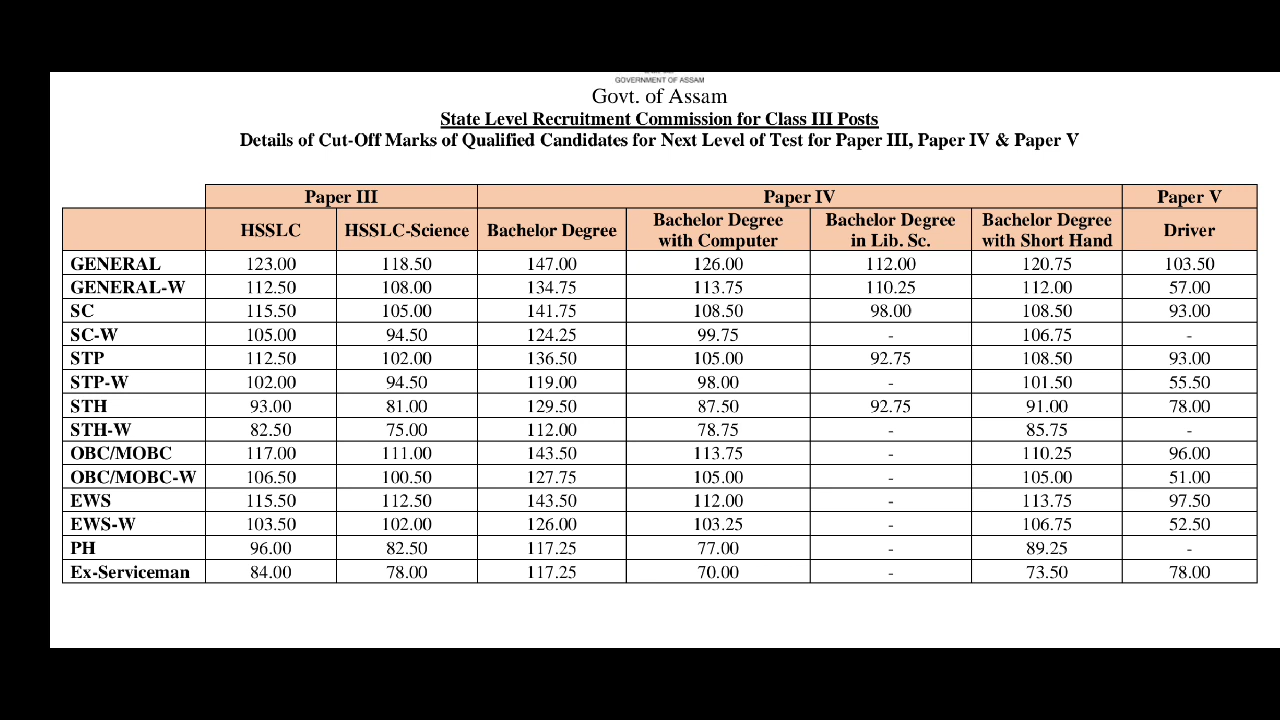 GOVERNMENT OF ASSAM
Govt. of Assam
State Level Recruitment Commission for Class III Posts
Details of Cut-Off Marks of Qualified Candidates for Next Level of Test for Paper III, Paper IV & Paper V
Paper III Paper IV Paper V
HSSLC HSSLC-Science Bachelor Degree Bachelor Degree with Computer Bachelor Degree in Lib. Sc. Bachelor Degree with Short Hand Driver
GENERAL 123.00 118.50 147.00 126.00 112.00 120.75 103.50
GENERAL-W 112.50 108.00 134.75 113.75 110.25 112.00 57.00
SC 115.50 105.00 141.75 108.50 98.00 108.50 93.00
SC-W 105.00 94.50 124.25 99.75 - 106.75 -
STP 112.50 102.00 136.50 105.00 92.75 108.50 93.00
STP-W 102.00 94.50 119.00 98.00 - 101.50 55.50
STH 93.00 81.00 129.50 87.50 92.75 91.00 78.00
STH-W 82.50 75.00 112.00 78.75 - 85.75 -
OBC/MOBC 117.00 111.00 143.50 113.75 - 110.25 96.00
OBC/MOBC-W 106.50 100.50 127.75 105.00 - 105.00 51.00
EWS 115.50 112.50 143.50 112.00 - 113.75 97.50
EWS-W 103.50 102.00 126.00 103.25 - 106.75 52.50
PH 96.00 82.50 117.25 77.00 - 89.25 -
Ex-Serviceman 84.00 78.00 117.25 70.00 - 73.50 78.00